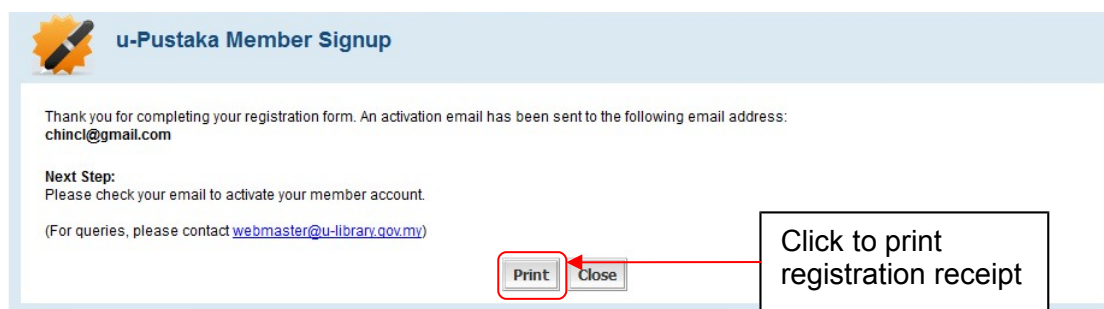 u-Pustaka Member Signup
Thank you for completing your registration form. An activation email has been sent to the following email address:
chincl@gmail.com
Next Step:
Please check your email to activate your member account.
(For queries, please contact webmaster@u-library.gov.my)
Print Close
Click to print
registration receipt